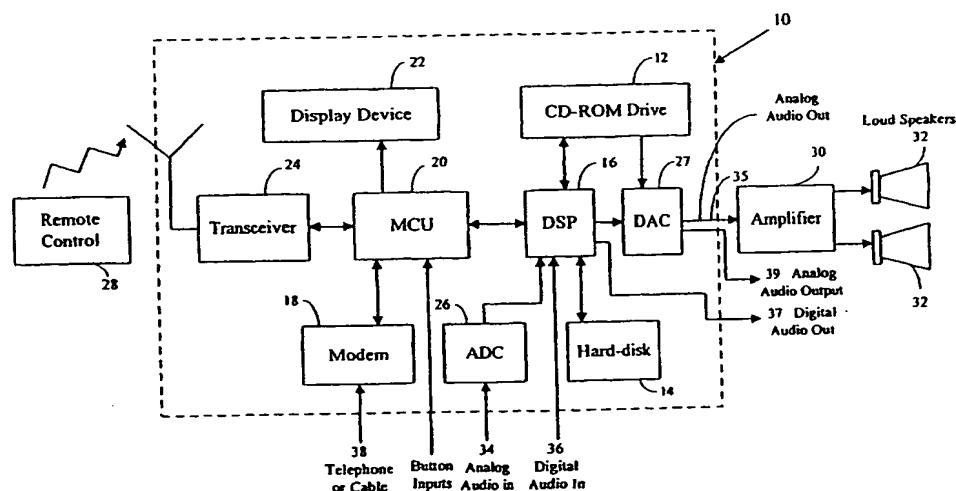 10
22
Display Device
12
CD-ROM Drive
Analog
Audio Out
Loud Speakers
32
24
Transceiver
20
MCU
16
DSP
27
DAC
35
30
Amplifier
Remote
Control
28
32
39 Analog
Audio Output
37 Digital
Audio Out
18
Modem
26
ADC
Hard-disk
14
38
Telephone
or Cable
Button
Inputs
34
Analog
Audio in
36
Digital
Audio In